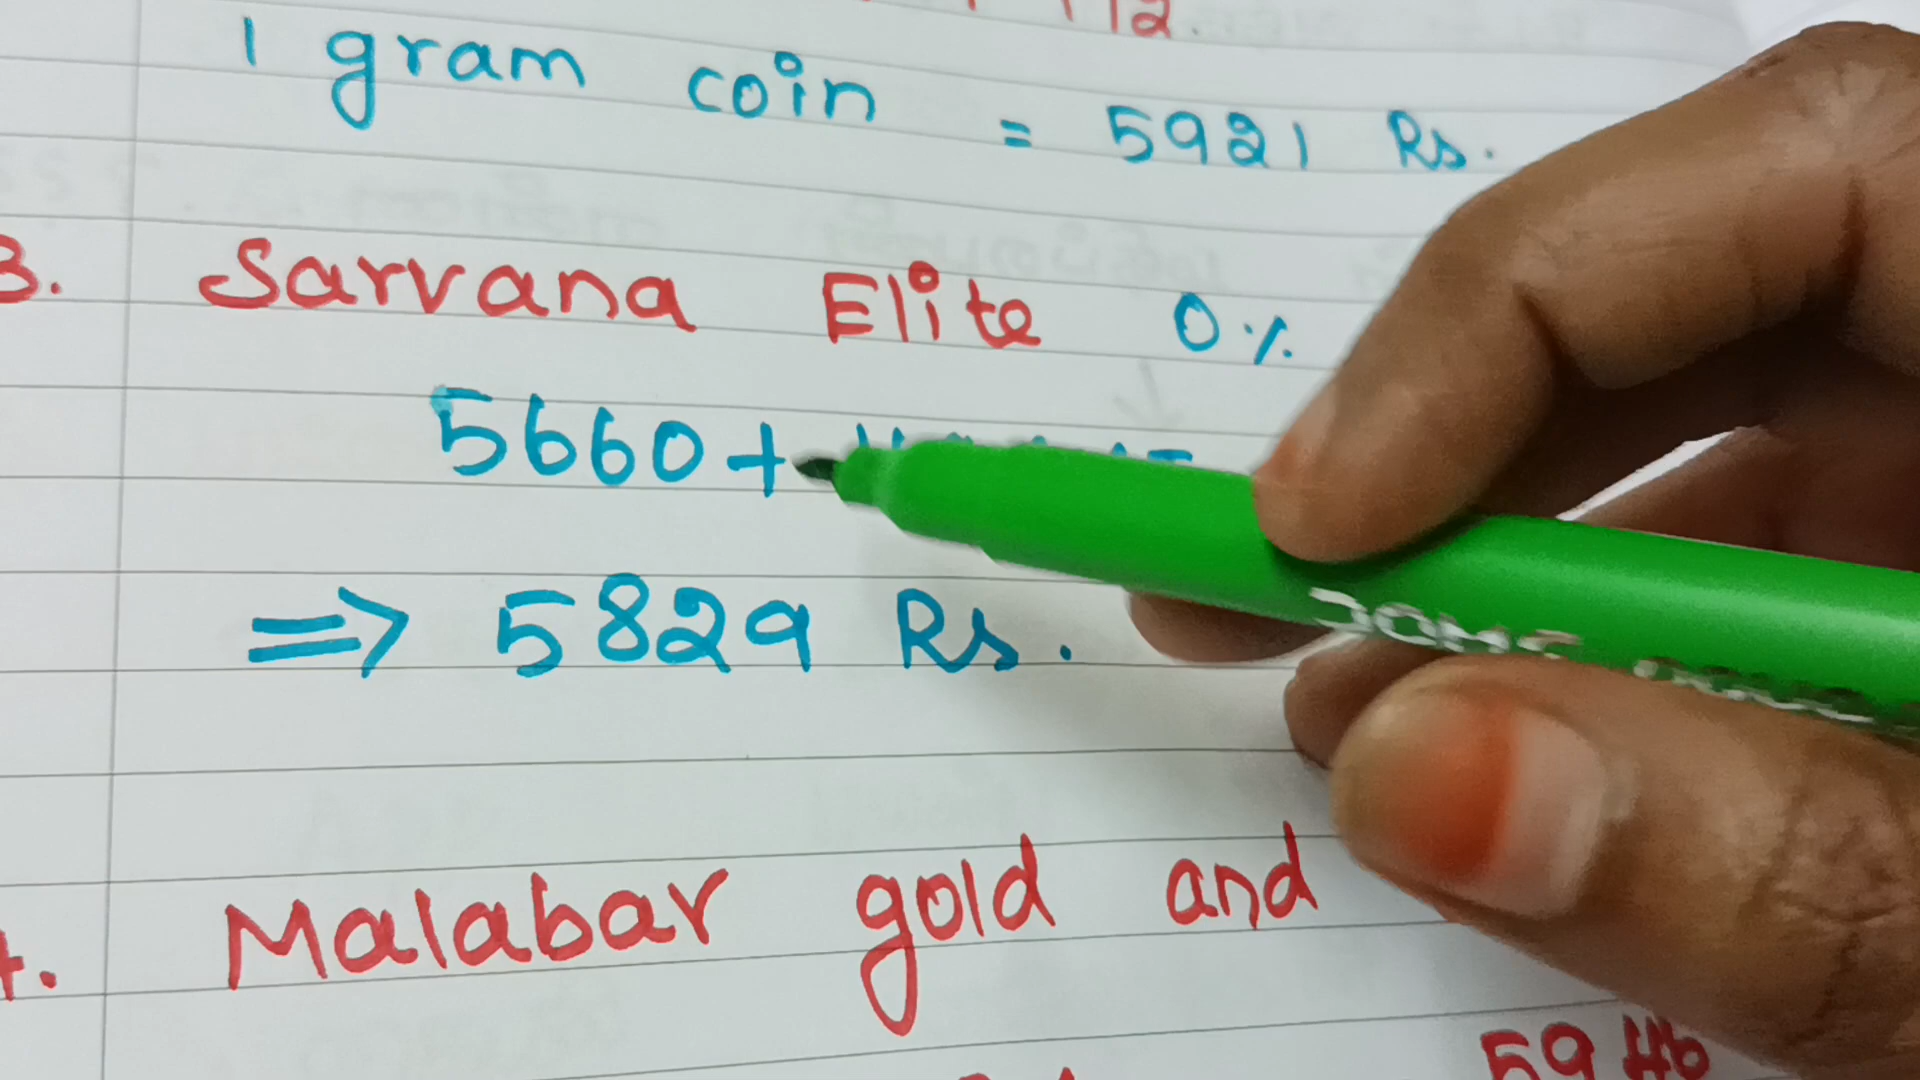 1 gram coin = 5921 Rs.
3. Sarvana Elite 0%
5660 +
=> 5829 Rs.
4. Malabar gold and